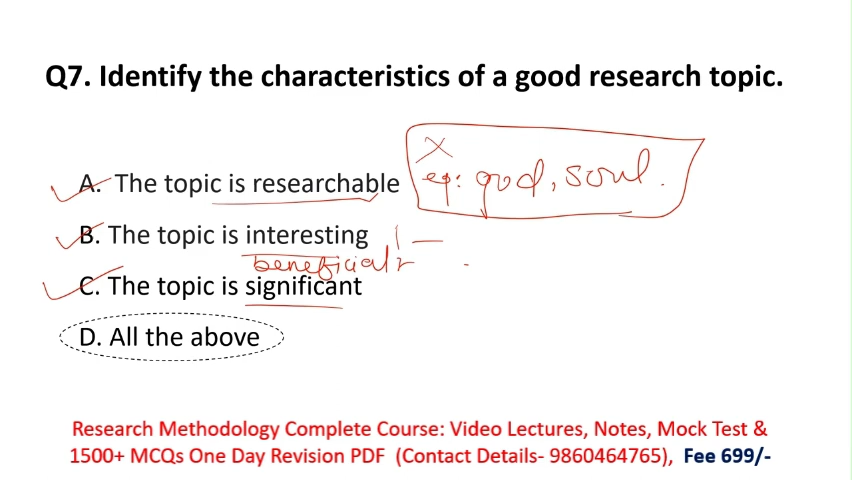 Q7. Identify the characteristics of a good research topic.
X
eg: god, soul.
A. The topic is researchable
B. The topic is interesting
beneficial
C. The topic is significant
D. All the above
Research Methodology Complete Course: Video Lectures, Notes, Mock Test &
1500+ MCQs One Day Revision PDF (Contact Details- 9860464765), Fee 699/-